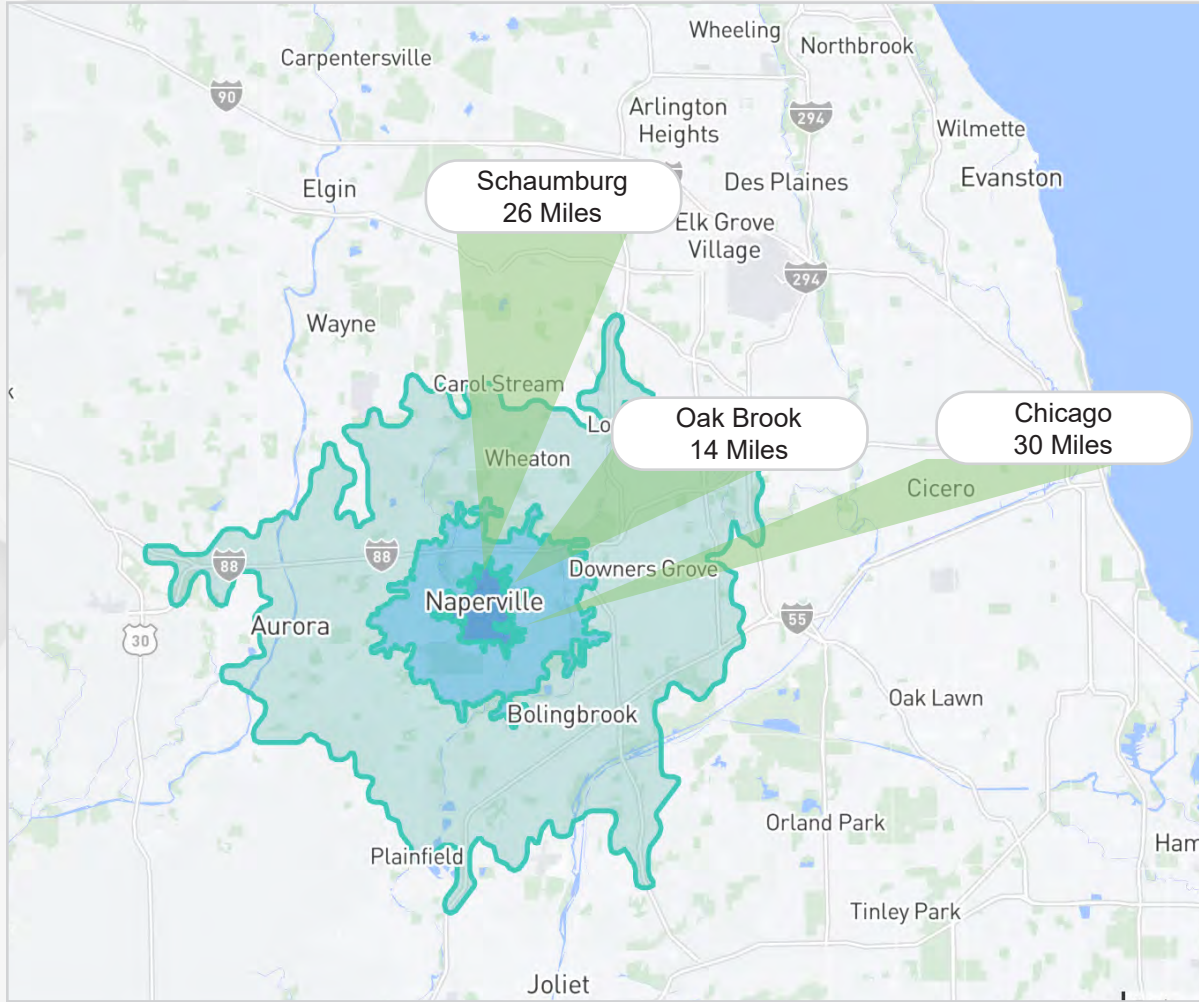 Wheeling
Northbrook
Carpentersville
90
Arlington
Heights
294
Wilmette
Schaumburg
26 Miles
Des Plaines
Evanston
Elgin
Elk Grove
Village
294
Wayne
Carol Stream
Oak Brook
14 Miles
Chicago
30 Miles
Lo
Wheaton
Cicero
88
88
Downers Grove
Naperville
Aurora
30
55
Oak Lawn
Bolingbrook
Orland Park
Ham
Plainfield
Tinley Park
Joliet